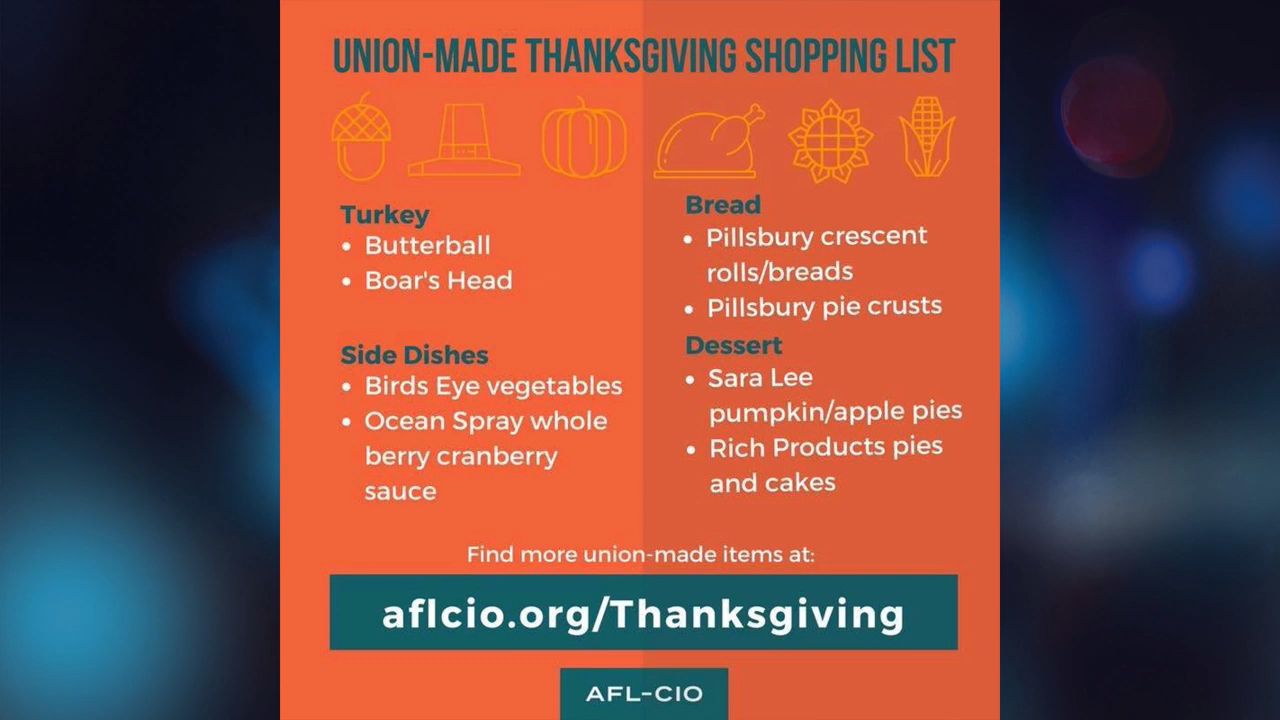 UNION-MADE THANKSGIVING SHOPPING LIST
Turkey
• Butterball
• Boar's Head
Side Dishes
• Birds Eye vegetables
• Ocean Spray whole
berry cranberry
sauce
Bread
• Pillsbury crescent
rolls/breads
• Pillsbury pie crusts
Dessert
• Sara Lee
pumpkin/apple pies
• Rich Products pies
and cakes
Find more union-made items at:
aflcio.org/Thanksgiving
AFL-CIO